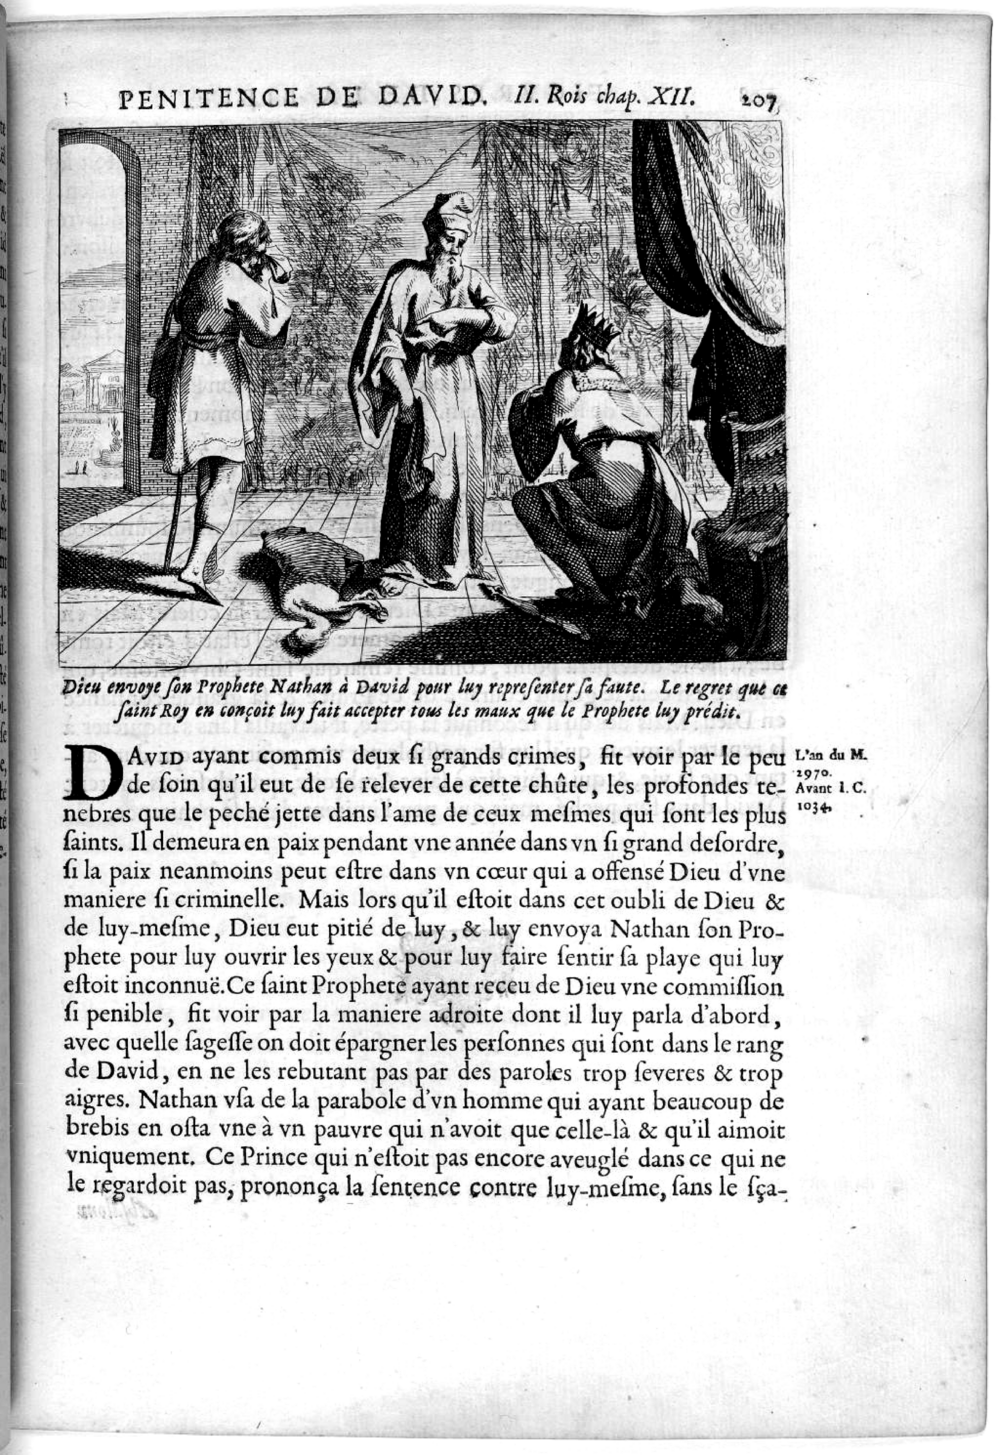 PENITENCE DE DAVID. II. Rois chap. XII. 207
Dieu envoye ſon Prophete Nathan à David pour luy repreſenter ſa faute. Le regret que ce
ſaint Roy en conçoit luy fait accepter tous les maux que le Prophete luy prédit.
DAVID ayant commis deux ſi grands crimes, fit voir par le peu
de ſoin qu'il eut de ſe relever de cette chûte, les profondes te-
nebres que le peché jette dans l'ame de ceux meſmes qui ſont les plus
ſaints. Il demeura en paix pendant vne année dans vn ſi grand deſordre,
ſi la paix neanmoins peut eſtre dans vn cœur qui a offensé Dieu d'vne
maniere ſi criminelle. Mais lors qu'il eſtoit dans cet oubli de Dieu &
de luy-meſme, Dieu eut pitié de luy, & luy envoya Nathan ſon Pro-
phete pour luy ouvrir les yeux & pour luy faire ſentir ſa playe qui luy
eſtoit inconnuë. Ce ſaint Prophete ayant receu de Dieu vne commiſſion
ſi penible, fit voir par la maniere adroite dont il luy parla d'abord,
avec quelle ſageſſe on doit épargner les perſonnes qui ſont dans le rang
de David, en ne les rebutant pas par des paroles trop ſeveres & trop
aigres. Nathan vſa de la parabole d'vn homme qui ayant beaucoup de
brebis en oſta vne à vn pauvre qui n'avoit que celle-là & qu'il aimoit
vniquement. Ce Prince qui n'eſtoit pas encore aveuglé dans ce qui ne
le regardoit pas, prononça la ſentence contre luy-meſme, ſans le ſça-
L'an du M.
2970.
Avant I. C.
1034.